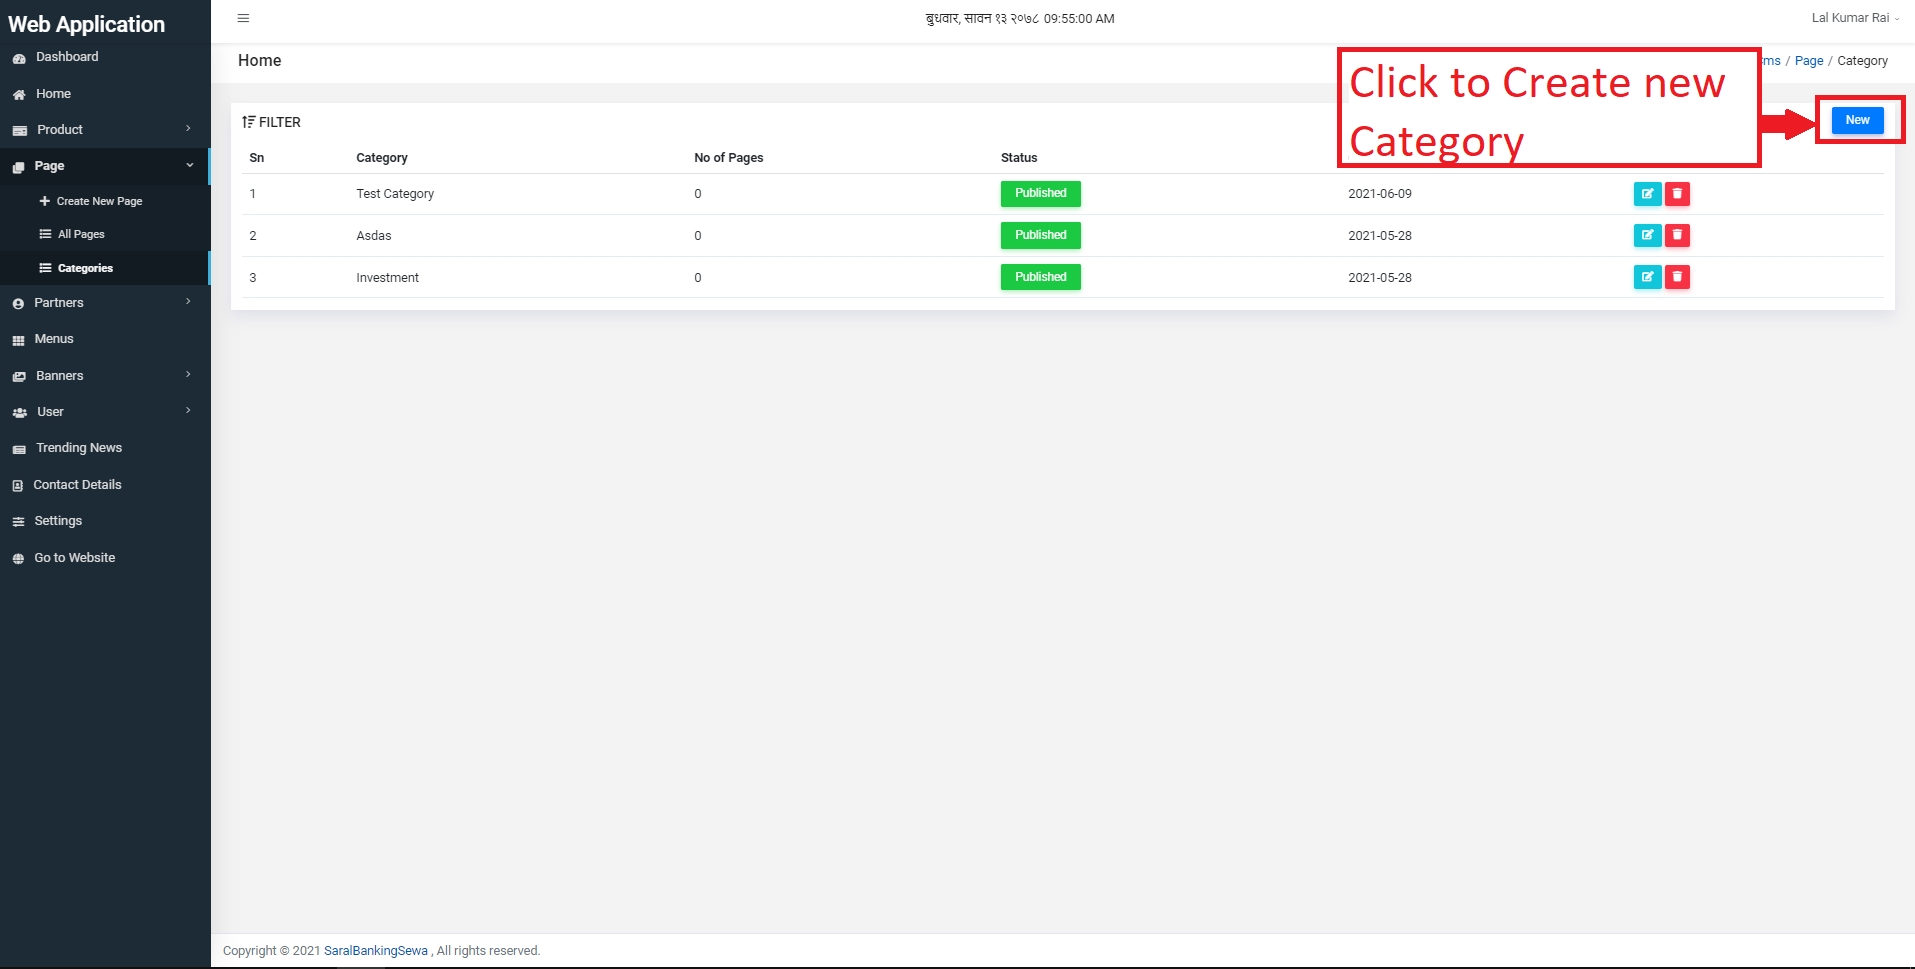 Web Application
बुधवार, सावन १३ २०७८ 09:55:00 AM
Lal Kumar Rai
Dashboard
Home
Product
Page
Create New Page
All Pages
Categories
Partners
Menus
Banners
User
Trending News
Contact Details
Settings
Go to Website
Home
Page / Category
Click to Create new
Category
New
FILTER
Sn Category No of Pages Status
1 Test Category 0 Published 2021-06-09
2 Asdas 0 Published 2021-05-28
3 Investment 0 Published 2021-05-28
Copyright © 2021 SaralBankingSewa , All rights reserved.